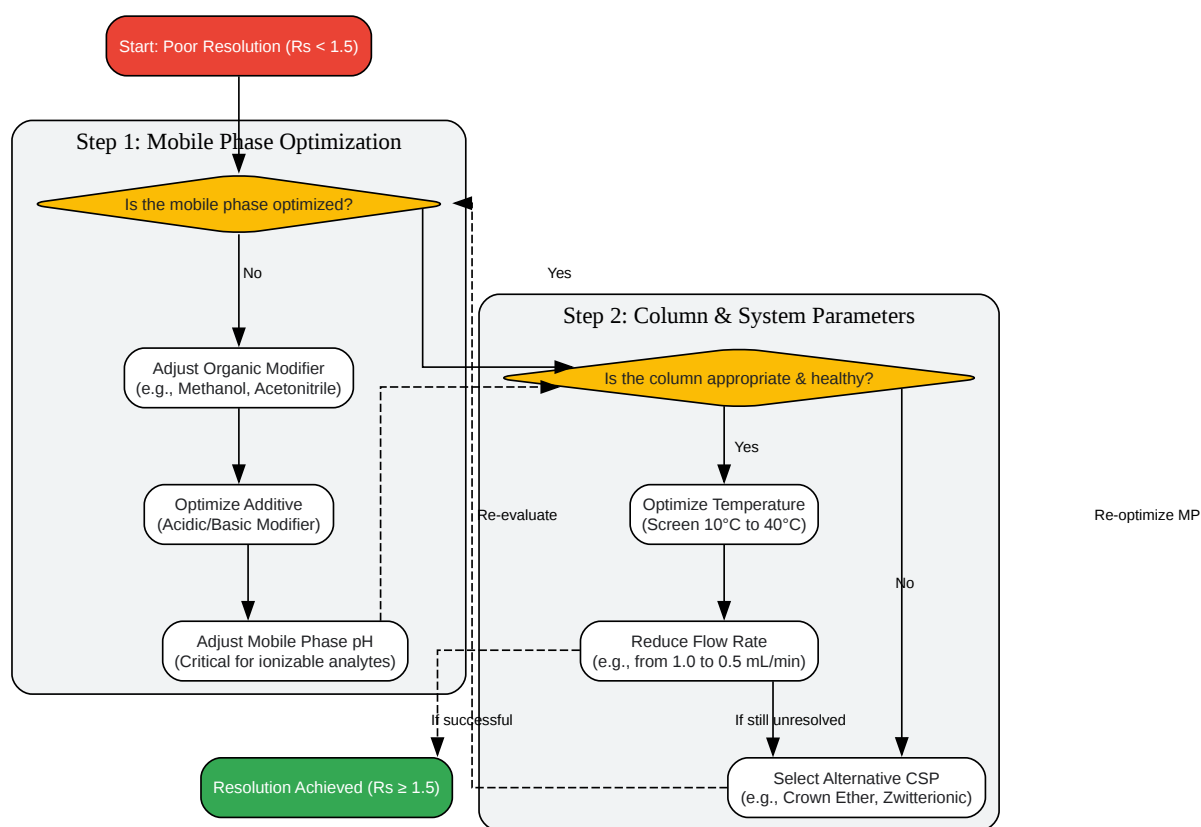 Start: Poor Resolution (Rs < 1.5)
Step 1: Mobile Phase Optimization
Is the mobile phase optimized?
No
Yes
Adjust Organic Modifier
(e.g., Methanol, Acetonitrile)
Optimize Additive
(Acidic/Basic Modifier)
Adjust Mobile Phase pH
(Critical for ionizable analytes)
Re-evaluate
Step 2: Column & System Parameters
Is the column appropriate & healthy?
Yes
No
Optimize Temperature
(Screen 10°C to 40°C)
Reduce Flow Rate
(e.g., from 1.0 to 0.5 mL/min)
If successful
If still unresolved
Resolution Achieved (Rs ≥ 1.5)
Select Alternative CSP
(e.g., Crown Ether, Zwitterionic)
Re-optimize MP